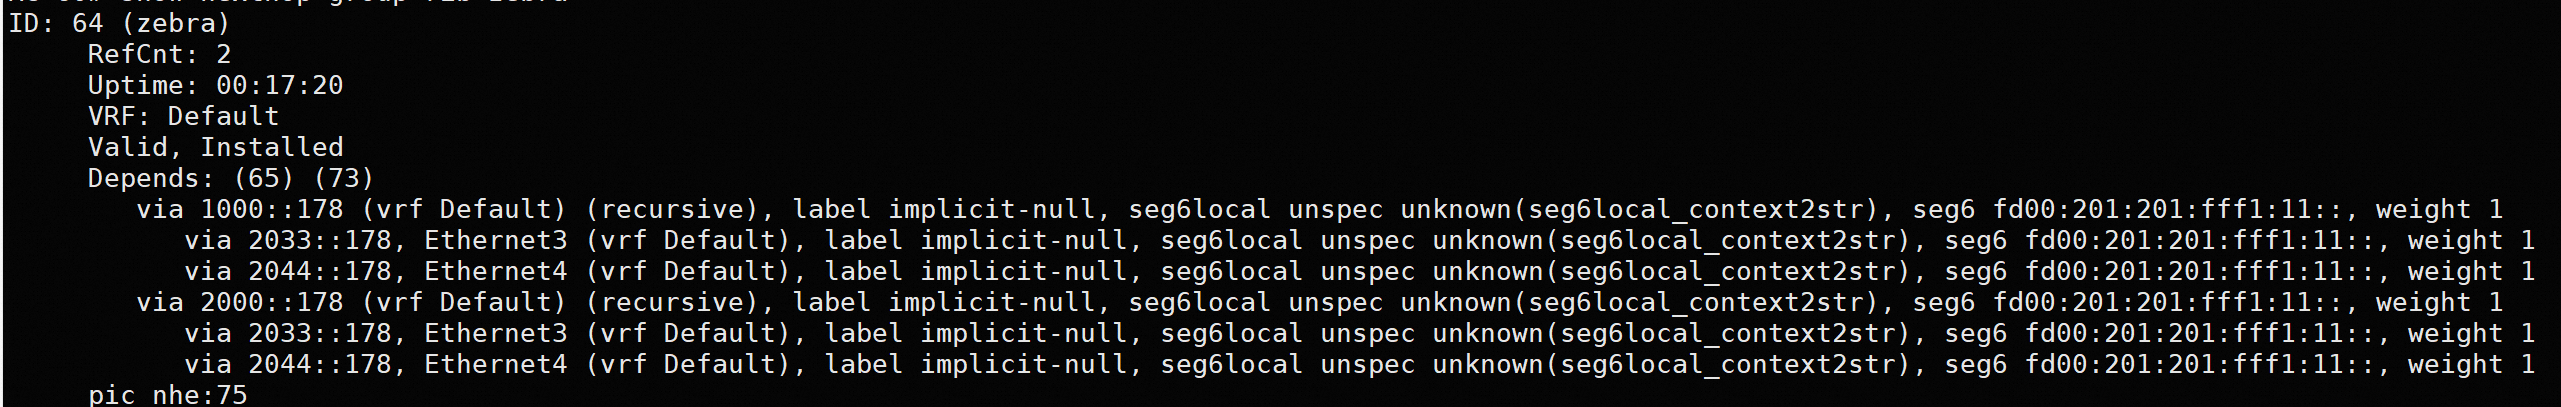 ID: 64 (zebra)
RefCnt: 2
Uptime: 00:17:20
VRF: Default
Valid, Installed
Depends: (65) (73)
via 1000::178 (vrf Default) (recursive), label implicit-null, seg6local unspec unknown(seg6local_context2str), seg6 fd00:201:201:fff1:11::, weight 1
via 2033::178, Ethernet3 (vrf Default), label implicit-null, seg6local unspec unknown(seg6local_context2str), seg6 fd00:201:201:fff1:11::, weight 1
via 2044::178, Ethernet4 (vrf Default), label implicit-null, seg6local unspec unknown(seg6local_context2str), seg6 fd00:201:201:fff1:11::, weight 1
via 2000::178 (vrf Default) (recursive), label implicit-null, seg6local unspec unknown(seg6local_context2str), seg6 fd00:201:201:fff1:11::, weight 1
via 2033::178, Ethernet3 (vrf Default), label implicit-null, seg6local unspec unknown(seg6local_context2str), seg6 fd00:201:201:fff1:11::, weight 1
via 2044::178, Ethernet4 (vrf Default), label implicit-null, seg6local unspec unknown(seg6local_context2str), seg6 fd00:201:201:fff1:11::, weight 1
pic nhe:75